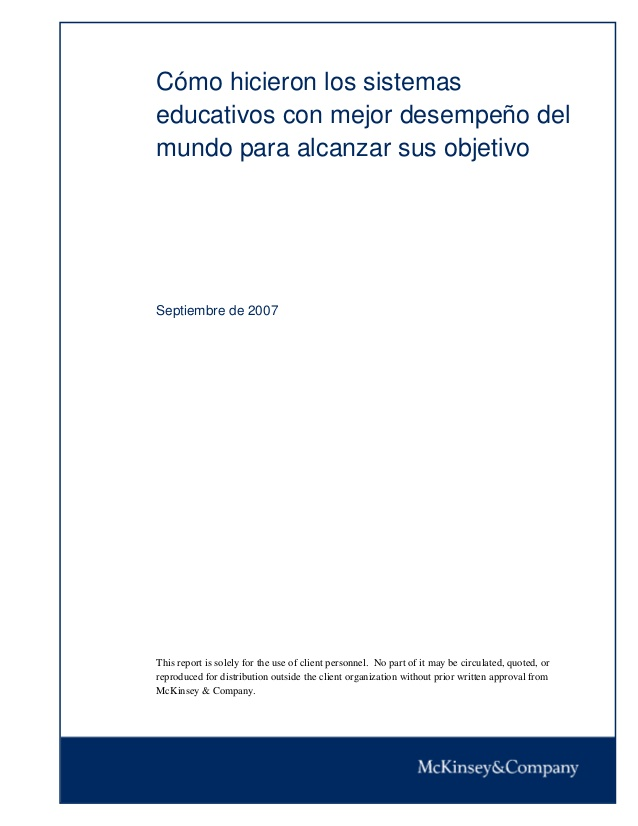 Cómo hicieron los sistemas
educativos con mejor desempeño del
mundo para alcanzar sus objetivo
Septiembre de 2007
This report is solely for the use of client personnel.  No part of it may be circulated, quoted, or
reproduced for distribution outside the client organization without prior written approval from
McKinsey & Company.
McKinsey&Company